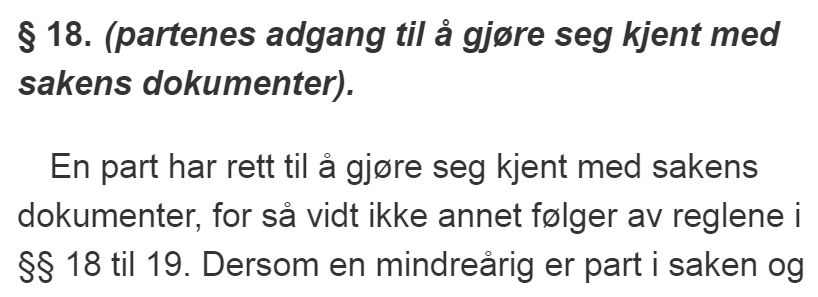 § 18. (partenes adgang til å gjøre seg kjent med
sakens dokumenter).
En part har rett til å gjøre seg kjent med sakens
dokumenter, for så vidt ikke annet følger av reglene i
§§ 18 til 19. Dersom en mindreårig er part i saken og